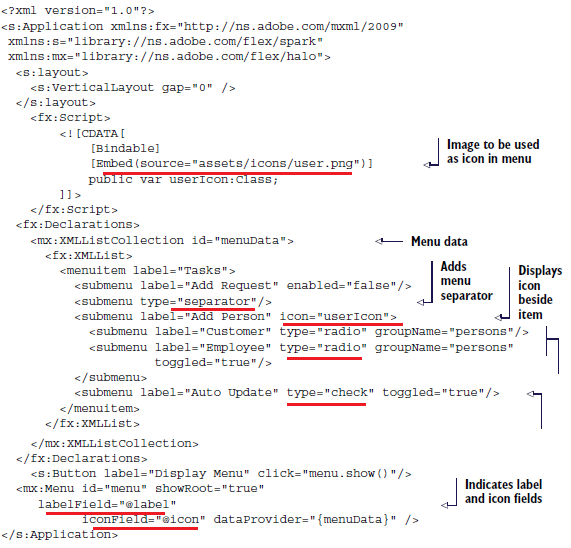 <?xml version="1.0"?>
<s:Application xmlns:fx="http://ns.adobe.com/mxml/2009"
xmlns:s="library://ns.adobe.com/flex/spark"
xmlns:mx="library://ns.adobe.com/flex/halo">
<s:layout>
<s:VerticalLayout gap="0" />
</s:layout>
<fx:Script>
<![CDATA[
[Bindable]
[Embed(source="assets/icons/user.png")]
public var userIcon:Class;
]]>
</fx:Script>
Image to be used
as icon in menu
<fx:Declarations>
<mx:XMLListCollection id="menuData">
Menu data
<fx:XMLList>
<menuitem label="Tasks">
<submenu label="Add Request" enabled="false"/>
<submenu type="separator"/>
Adds
menu
separator
<submenu label="Add Person" icon="userIcon">
Displays
icon
beside
item
<submenu label="Customer" type="radio" groupName="persons"/>
<submenu label="Employee" type="radio" groupName="persons"
toggled="true"/>
</submenu>
<submenu label="Auto Update" type="check" toggled="true"/>
</menuitem>
</fx:XMLList>
</mx:XMLListCollection>
</fx:Declarations>
<s:Button label="Display Menu" click="menu.show()"/>
<mx:Menu id="menu" showRoot="true"
labelField="@label"
iconField="@icon" dataProvider="{menuData}" />
Indicates label
and icon fields
</s:Application>